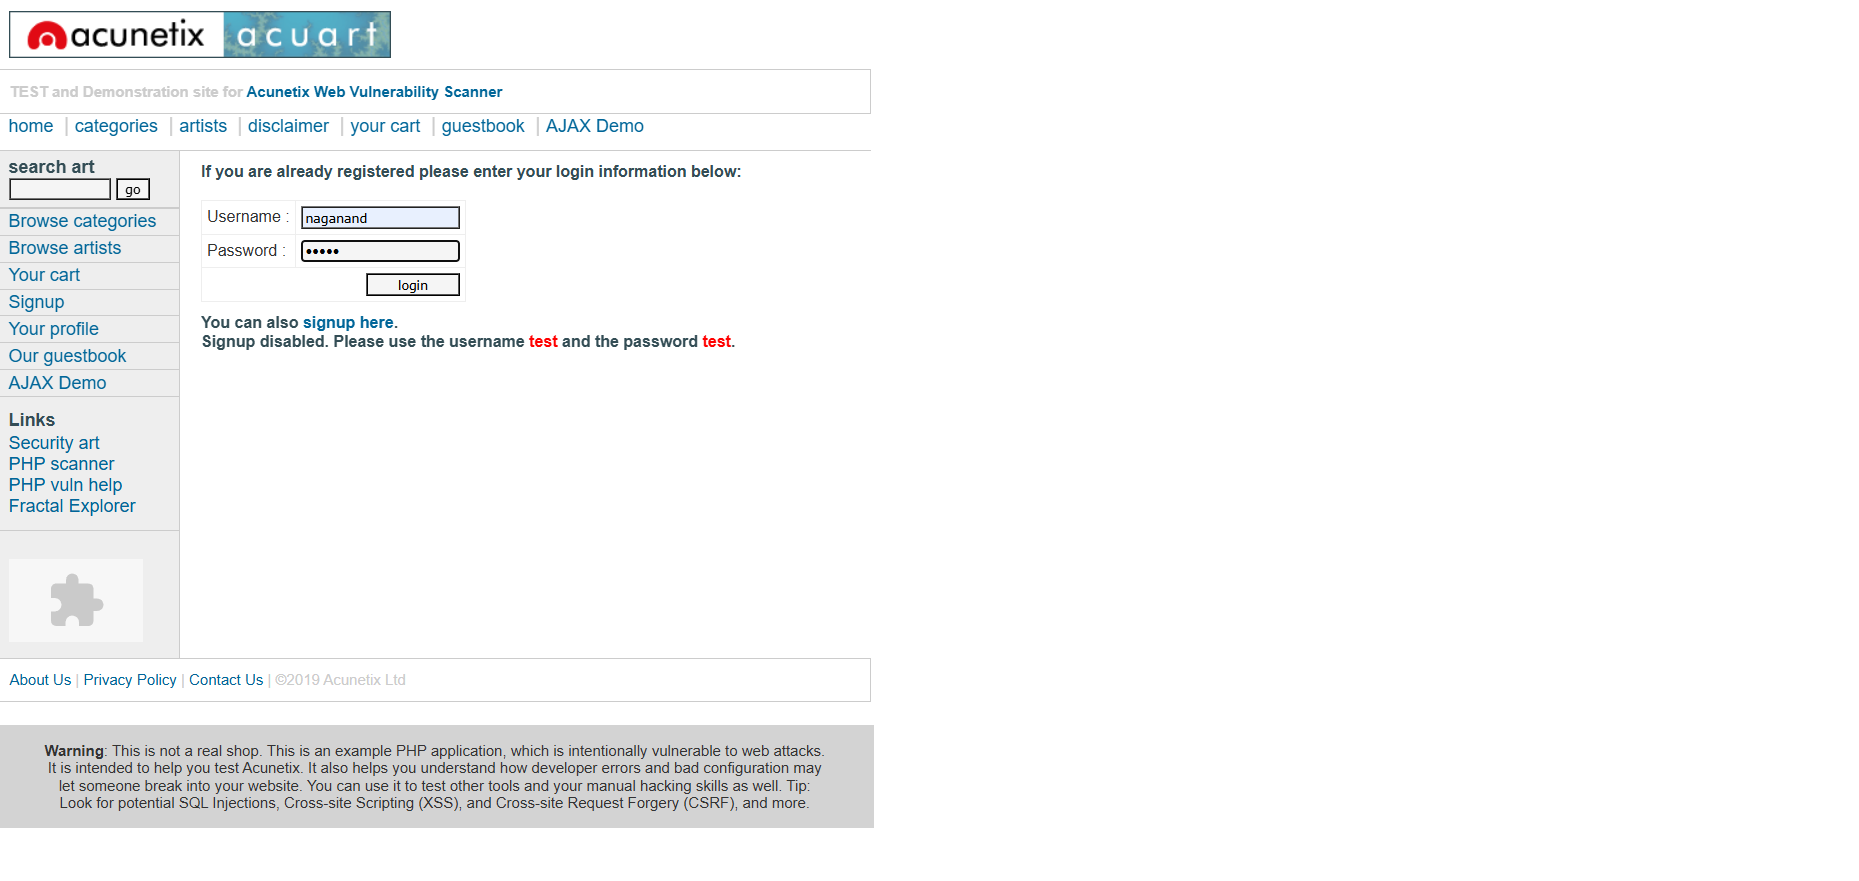 acunetix acuart
TEST and Demonstration site for Acunetix Web Vulnerability Scanner
home | categories | artists | disclaimer | your cart | guestbook | AJAX Demo
search art
go
Browse categories
Browse artists
Your cart
Signup
Your profile
Our guestbook
AJAX Demo
Links
Security art
PHP scanner
PHP vuln help
Fractal Explorer
If you are already registered please enter your login information below:
Username : naganand
Password : •••••
login
You can also signup here.
Signup disabled. Please use the username test and the password test.
About Us | Privacy Policy | Contact Us | ©2019 Acunetix Ltd
Warning: This is not a real shop. This is an example PHP application, which is intentionally vulnerable to web attacks.
It is intended to help you test Acunetix. It also helps you understand how developer errors and bad configuration may
let someone break into your website. You can use it to test other tools and your manual hacking skills as well. Tip:
Look for potential SQL Injections, Cross-site Scripting (XSS), and Cross-site Request Forgery (CSRF), and more.